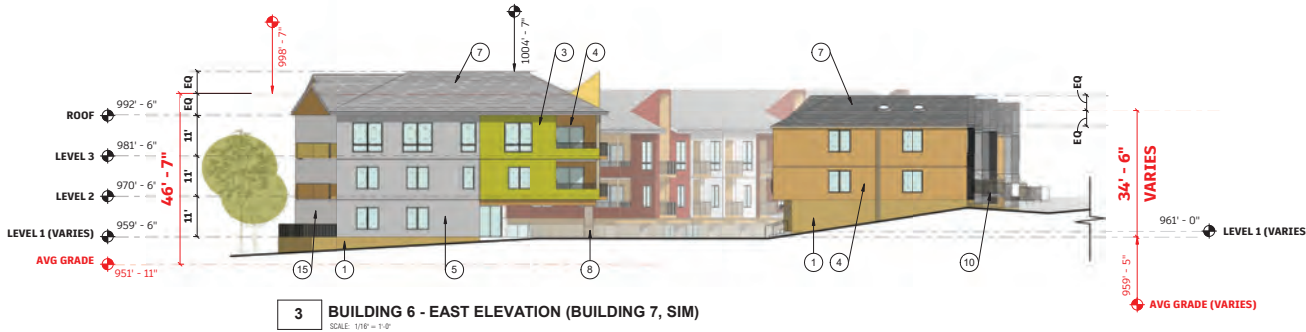 998' - 7"
1004' - 7"
7
3
4
7
EQ
EQ
EQ
EQ
ROOF
992' - 6"
11'
LEVEL 3
981' - 6"
11'
LEVEL 2
970' - 6"
11'
LEVEL 1 (VARIES)
959' - 6"
46' - 7"
AVG GRADE
951' - 11"
34' - 6"
VARIES
961' - 0"
LEVEL 1 (VARIES
959' - 5"
AVG GRADE (VARIES)
15
1
5
8
1
4
10
3
BUILDING 6 - EAST ELEVATION (BUILDING 7, SIM)
SCALE: 1/16" = 1'-0"